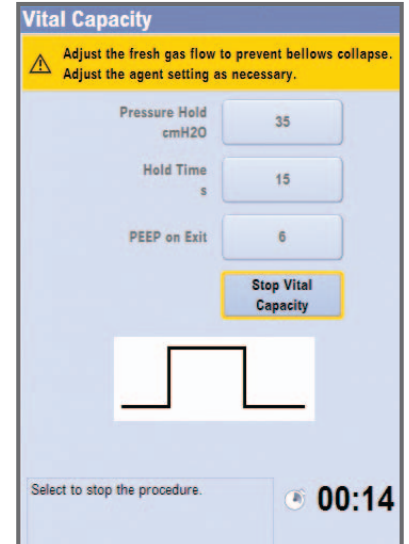 Vital Capacity
Adjust the fresh gas flow to prevent bellows collapse.
Adjust the agent setting as necessary.
Pressure Hold
cmH2O
35
Hold Time
s
15
PEEP on Exit
6
Stop Vital
Capacity
Select to stop the procedure.
00:14